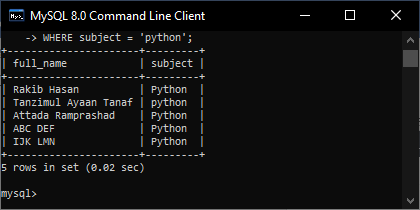 MySQL 8.0 Command Line Client
    -> WHERE subject = 'python';
+----------------------+---------+
| full_name            | subject |
+----------------------+---------+
| Rakib Hasan          | Python  |
| Tanzimul Ayaan Tanaf | python  |
| Attada Ramprashad    | Python  |
| ABC DEF              | Python  |
| IJK LMN              | Python  |
+----------------------+---------+
5 rows in set (0.02 sec)
mysql>